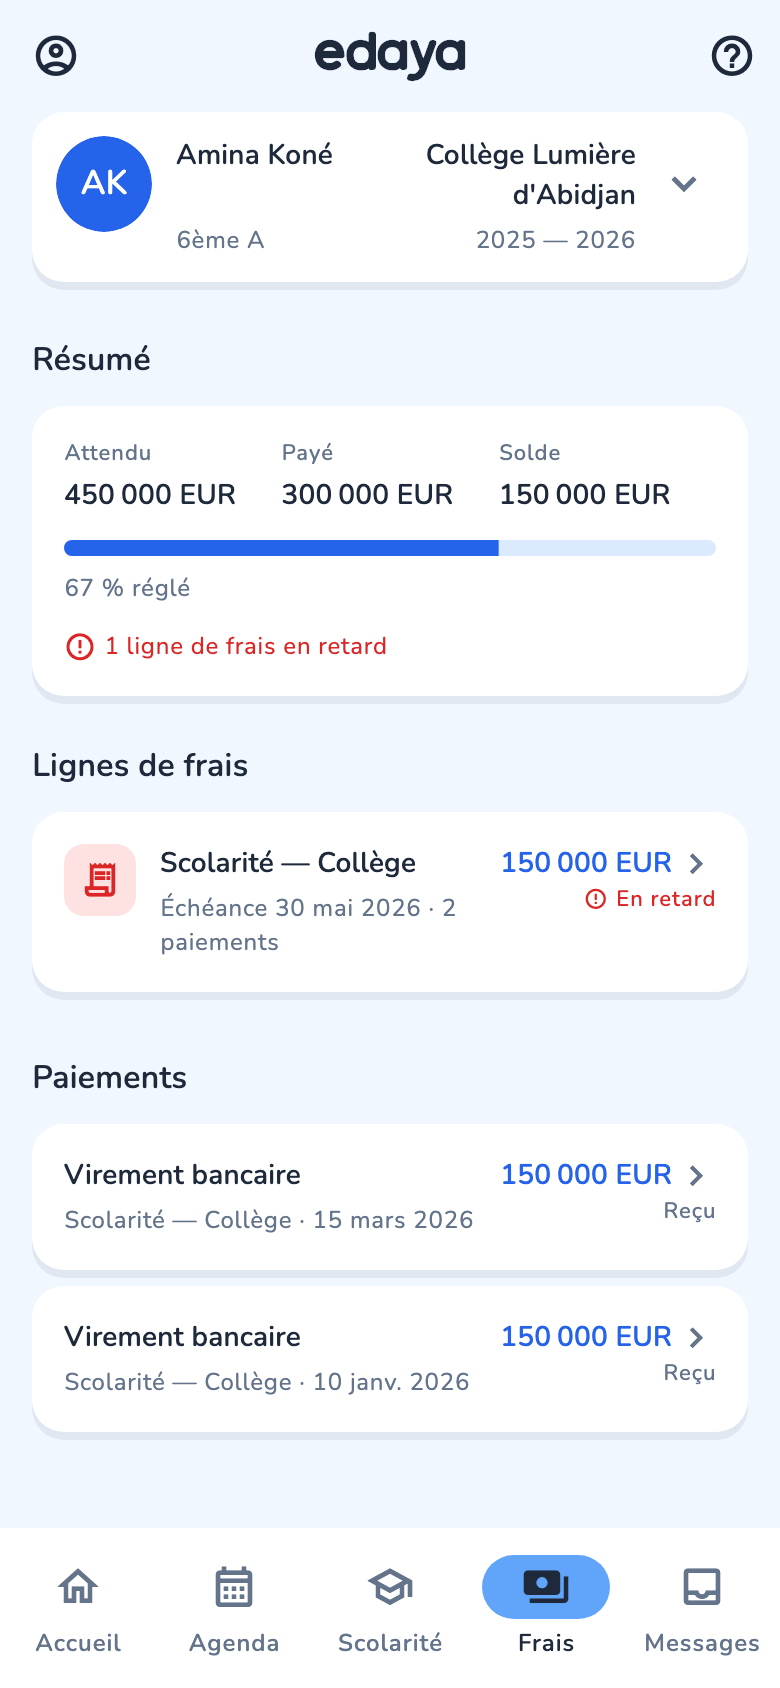 edaya
AK
Amina Koné
Collège Lumière
d'Abidjan
6ème A
2025 — 2026
Résumé
Attendu
Payé
Solde
450 000 EUR
300 000 EUR
150 000 EUR
67 % réglé
1 ligne de frais en retard
Lignes de frais
Scolarité — Collège
150 000 EUR
Échéance 30 mai 2026 · 2
paiements
En retard
Paiements
Virement bancaire
150 000 EUR
Scolarité — Collège · 15 mars 2026
Reçu
Virement bancaire
150 000 EUR
Scolarité — Collège · 10 janv. 2026
Reçu
Accueil
Agenda
Scolarité
Frais
Messages